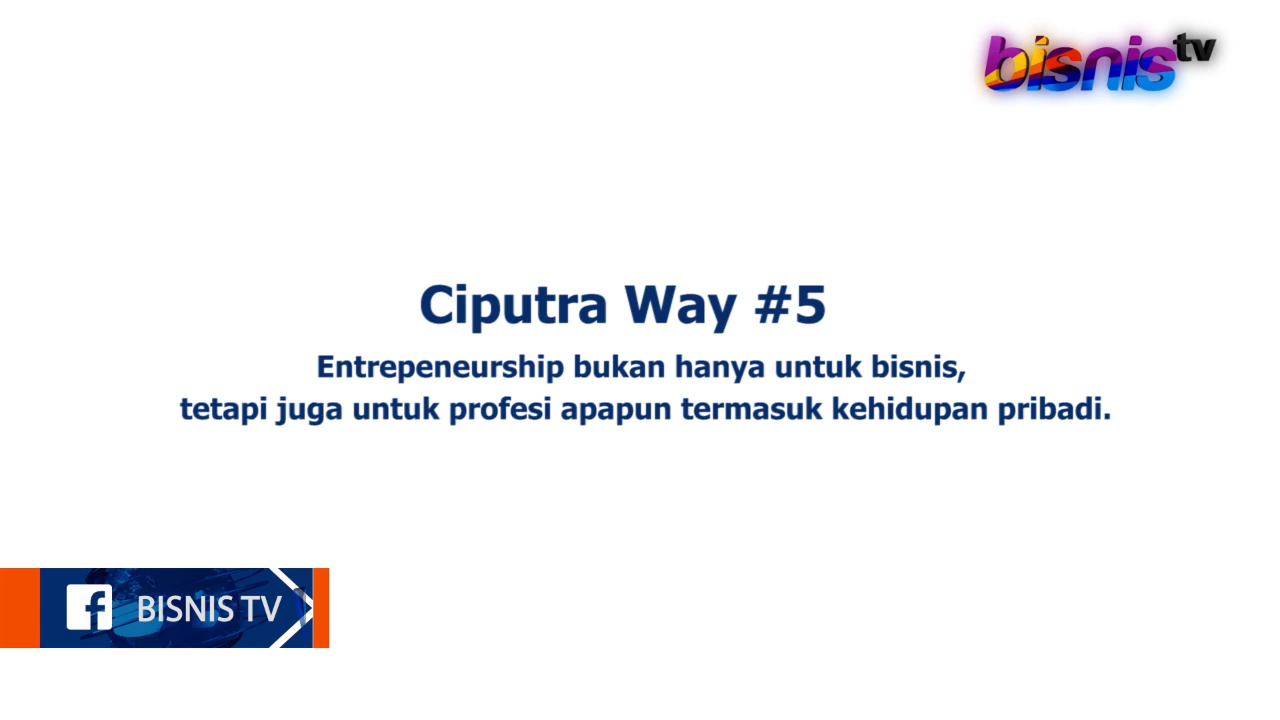 bisnis tv
Ciputra Way #5
Entrepeneurship bukan hanya untuk bisnis,
tetapi juga untuk profesi apapun termasuk kehidupan pribadi.
BISNIS TV